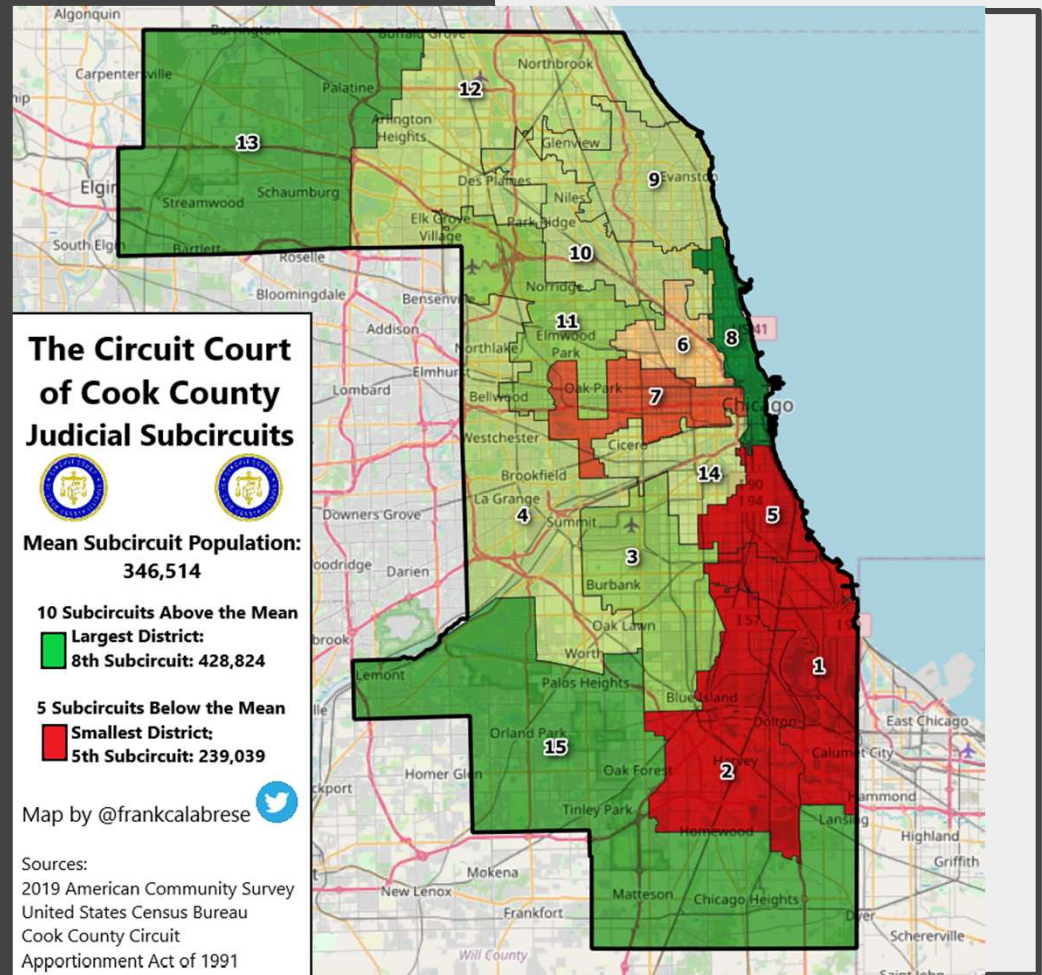 The Circuit Court
of Cook County
Judicial Subcircuits
Mean Subcircuit Population:
346,514
10 Subcircuits Above the Mean
Largest District:
8th Subcircuit: 428,824
5 Subcircuits Below the Mean
Smallest District:
5th Subcircuit: 239,039
Map by @frankcalabrese
Sources:
2019 American Community Survey
United States Census Bureau
Cook County Circuit
Apportionment Act of 1991
Algonquin
Barrington
Buffalo Grove
Northbrook
Carpentersville
Palatine
12
Arlington
Heights
13
Glenview
Elgin
Schaumburg
Des Plaines
9
Evanston
Streamwood
Niles
Elk Grove
Village
Park Ridge
South Elgin
Bartlett
Roselle
10
Bloomingdale
Bensenville
Norridge
11
Addison
Elmwood
Park
6
8
41
Northlake
Elmhurst
Lombard
Oak Park
7
Bellwood
Chicago
Westchester
Cicero
Brookfield
14
90
I 94
La Grange
Downers Grove
4
Summit
5
Darien
3
Burbank
I 57
Oak Lawn
Worth
1
Lemont
Palos Heights
Blue Island
Dolton
East Chicago
Orland Park
15
Calumet City
Homer Glen
Oak Forest
2
Harvey
Hammond
Tinley Park
Lansing
Homewood
Highland
Griffith
Mokena
New Lenox
Matteson
Chicago Heights
Frankfort
Dyer
Schererville
Will County